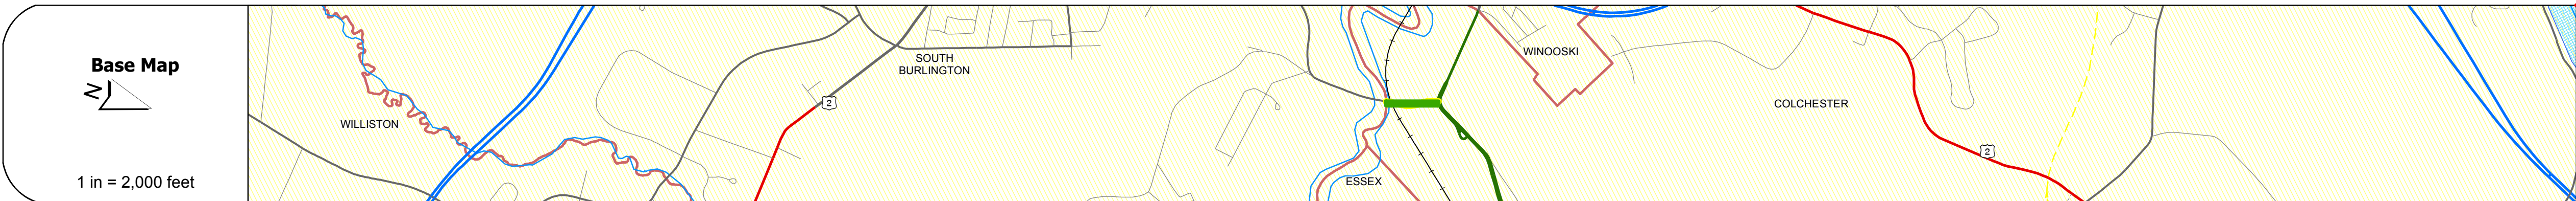 Base Map
N
1 in = 2,000 feet
WILLISTON
2
SOUTH
BURLINGTON
ESSEX
WINOOSKI
COLCHESTER
2